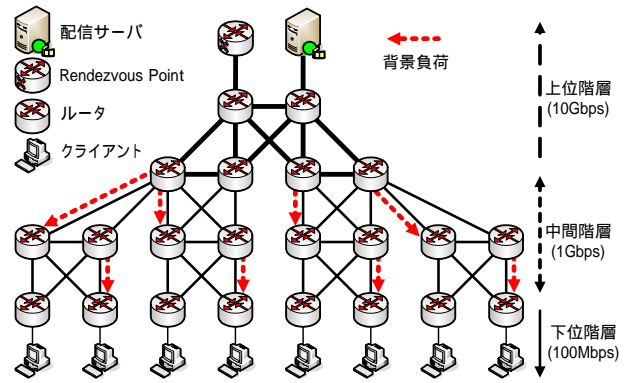 配信サーバ
Rendezvous Point
ルータ
クライアント
背景負荷
上位階層
(10Gbps)
中間階層
(1Gbps)
下位階層
(100Mbps)